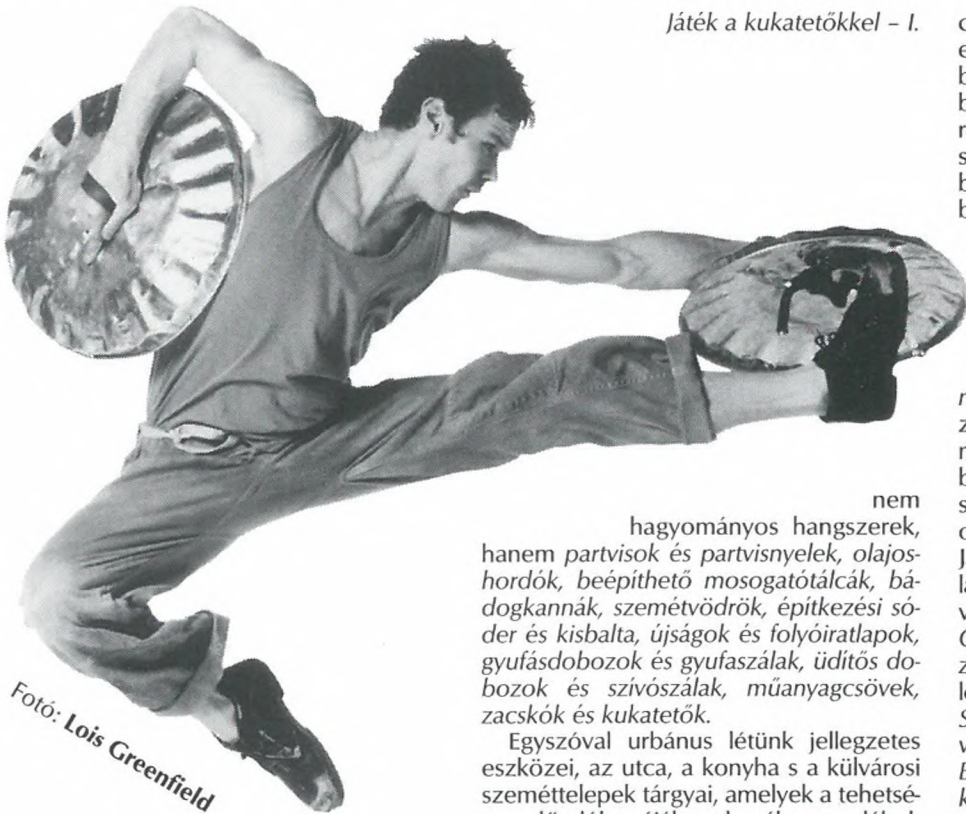 Játék a kukatetőkkel – I.
nem
hagyományos hangszerek,
hanem partvisok és partvisnyelek, olajos-
hordók, beépíthető mosogatótálcák, bá-
dogkannák, szemétvödrök, építkezési só-
der és kisbalta, újságok és folyóiratlapok,
gyufásdobozok és gyufaszálak, üdítős do-
bozok és szívószálak, műanyagcsövek,
zacskók és kukatetők.
Egyszóval urbánus létünk jellegzetes
eszközei, az utca, a konyha s a külvárosi
szeméttelepek tárgyai, amelyek a tehetsé-
Fotó: Lois Greenfield